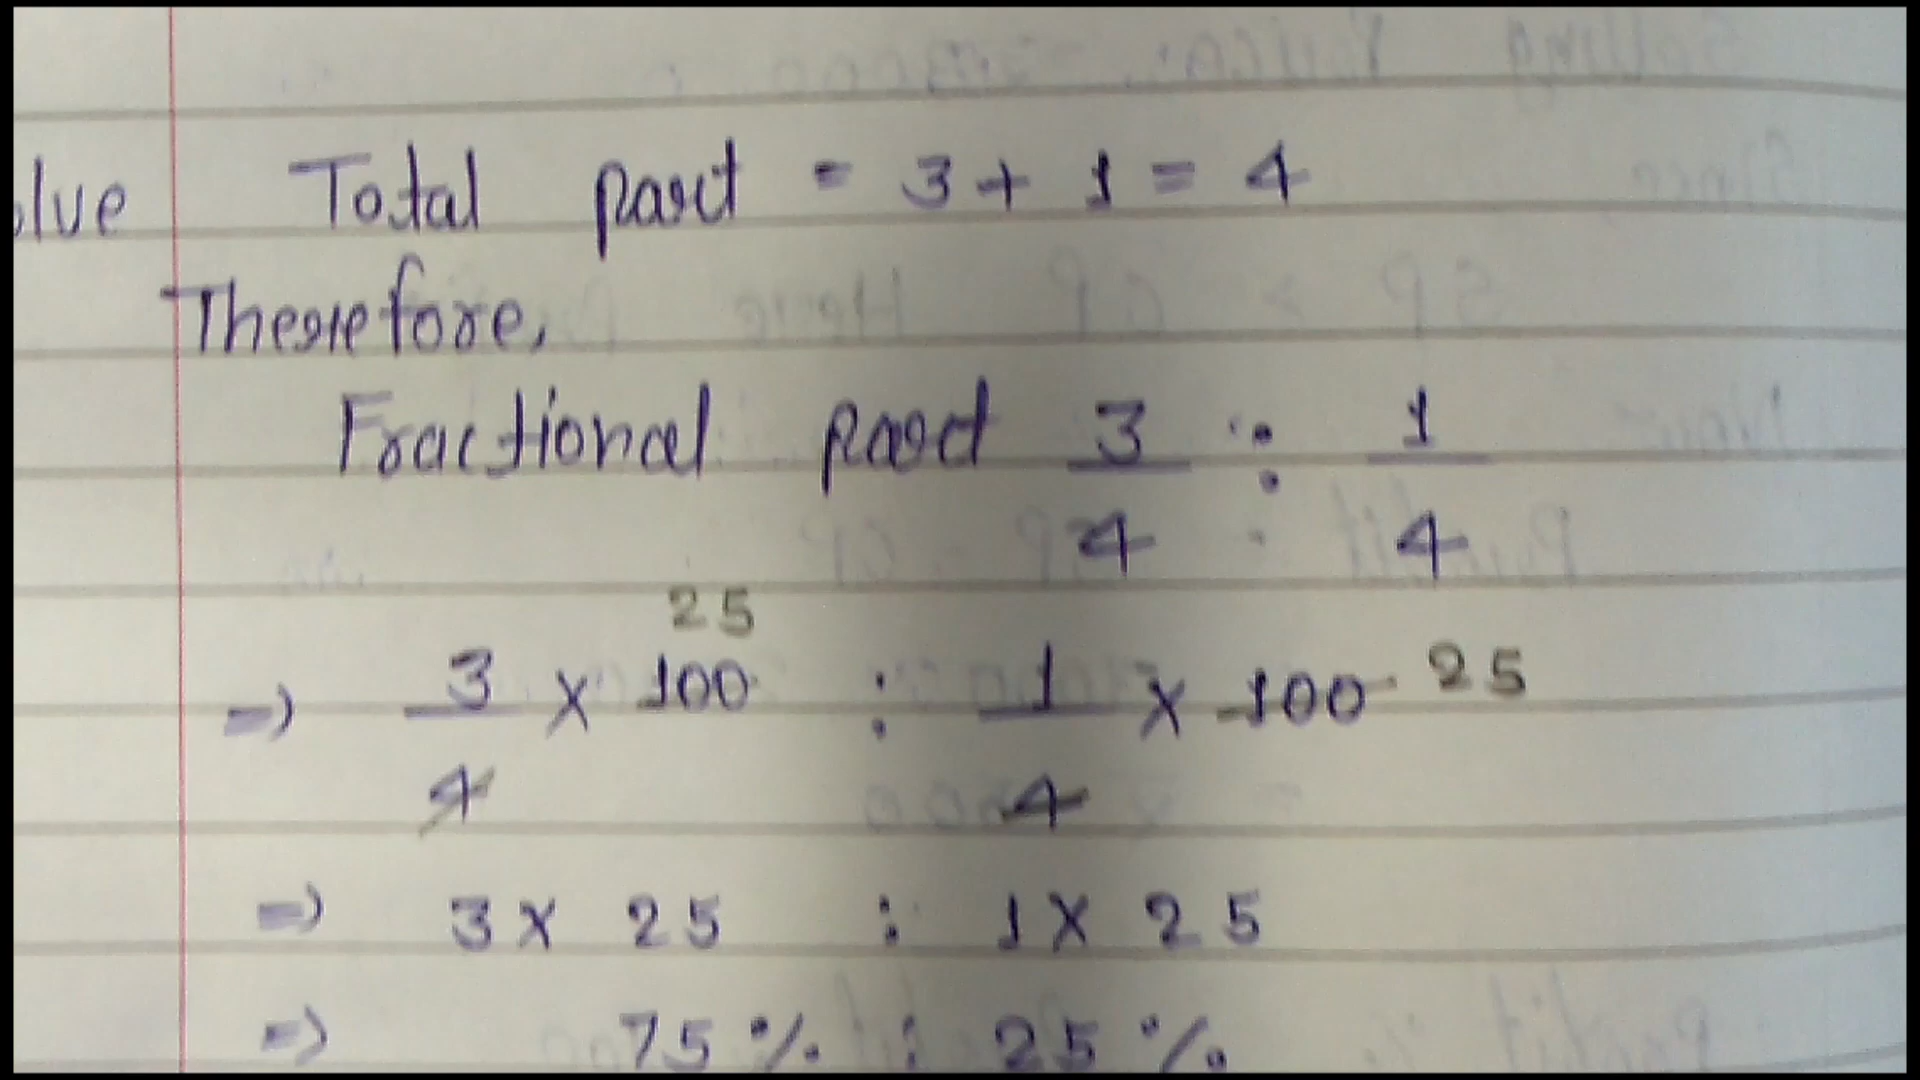 olve Total part = 3 + 1 = 4
Therefore,
Fractional part 3/4 : 1/4
⇒ 3/4 × 100 25 : 1/4 × 100 25
⇒ 3 × 25 : 1 × 25
⇒ 75 % : 25 %